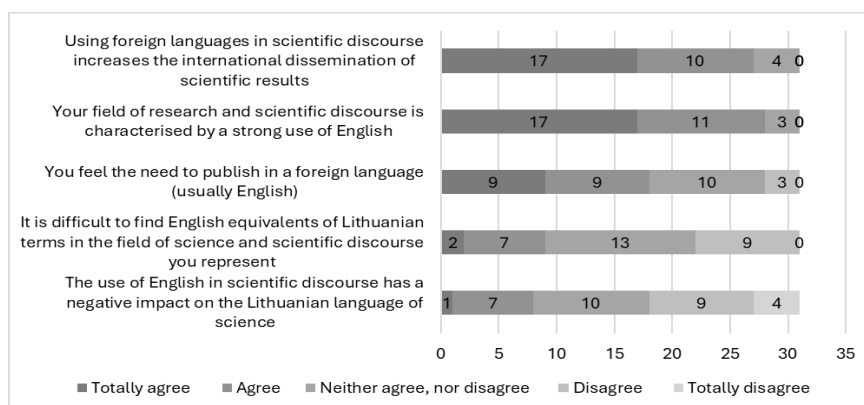 Using foreign languages in scientific discourse
increases the international dissemination of
scientific results
17 10 4 0
Your field of research and scientific discourse is
characterised by a strong use of English
17 11 3 0
You feel the need to publish in a foreign language
(usually English)
9 9 10 3 0
It is difficult to find English equivalents of Lithuanian
terms in the field of science and scientific discourse
you represent
2 7 13 9 0
The use of English in scientific discourse has a
negative impact on the Lithuanian language of
science
1 7 10 9 4
0 5 10 15 20 25 30 35
Totally agree Agree Neither agree, nor disagree Disagree Totally disagree